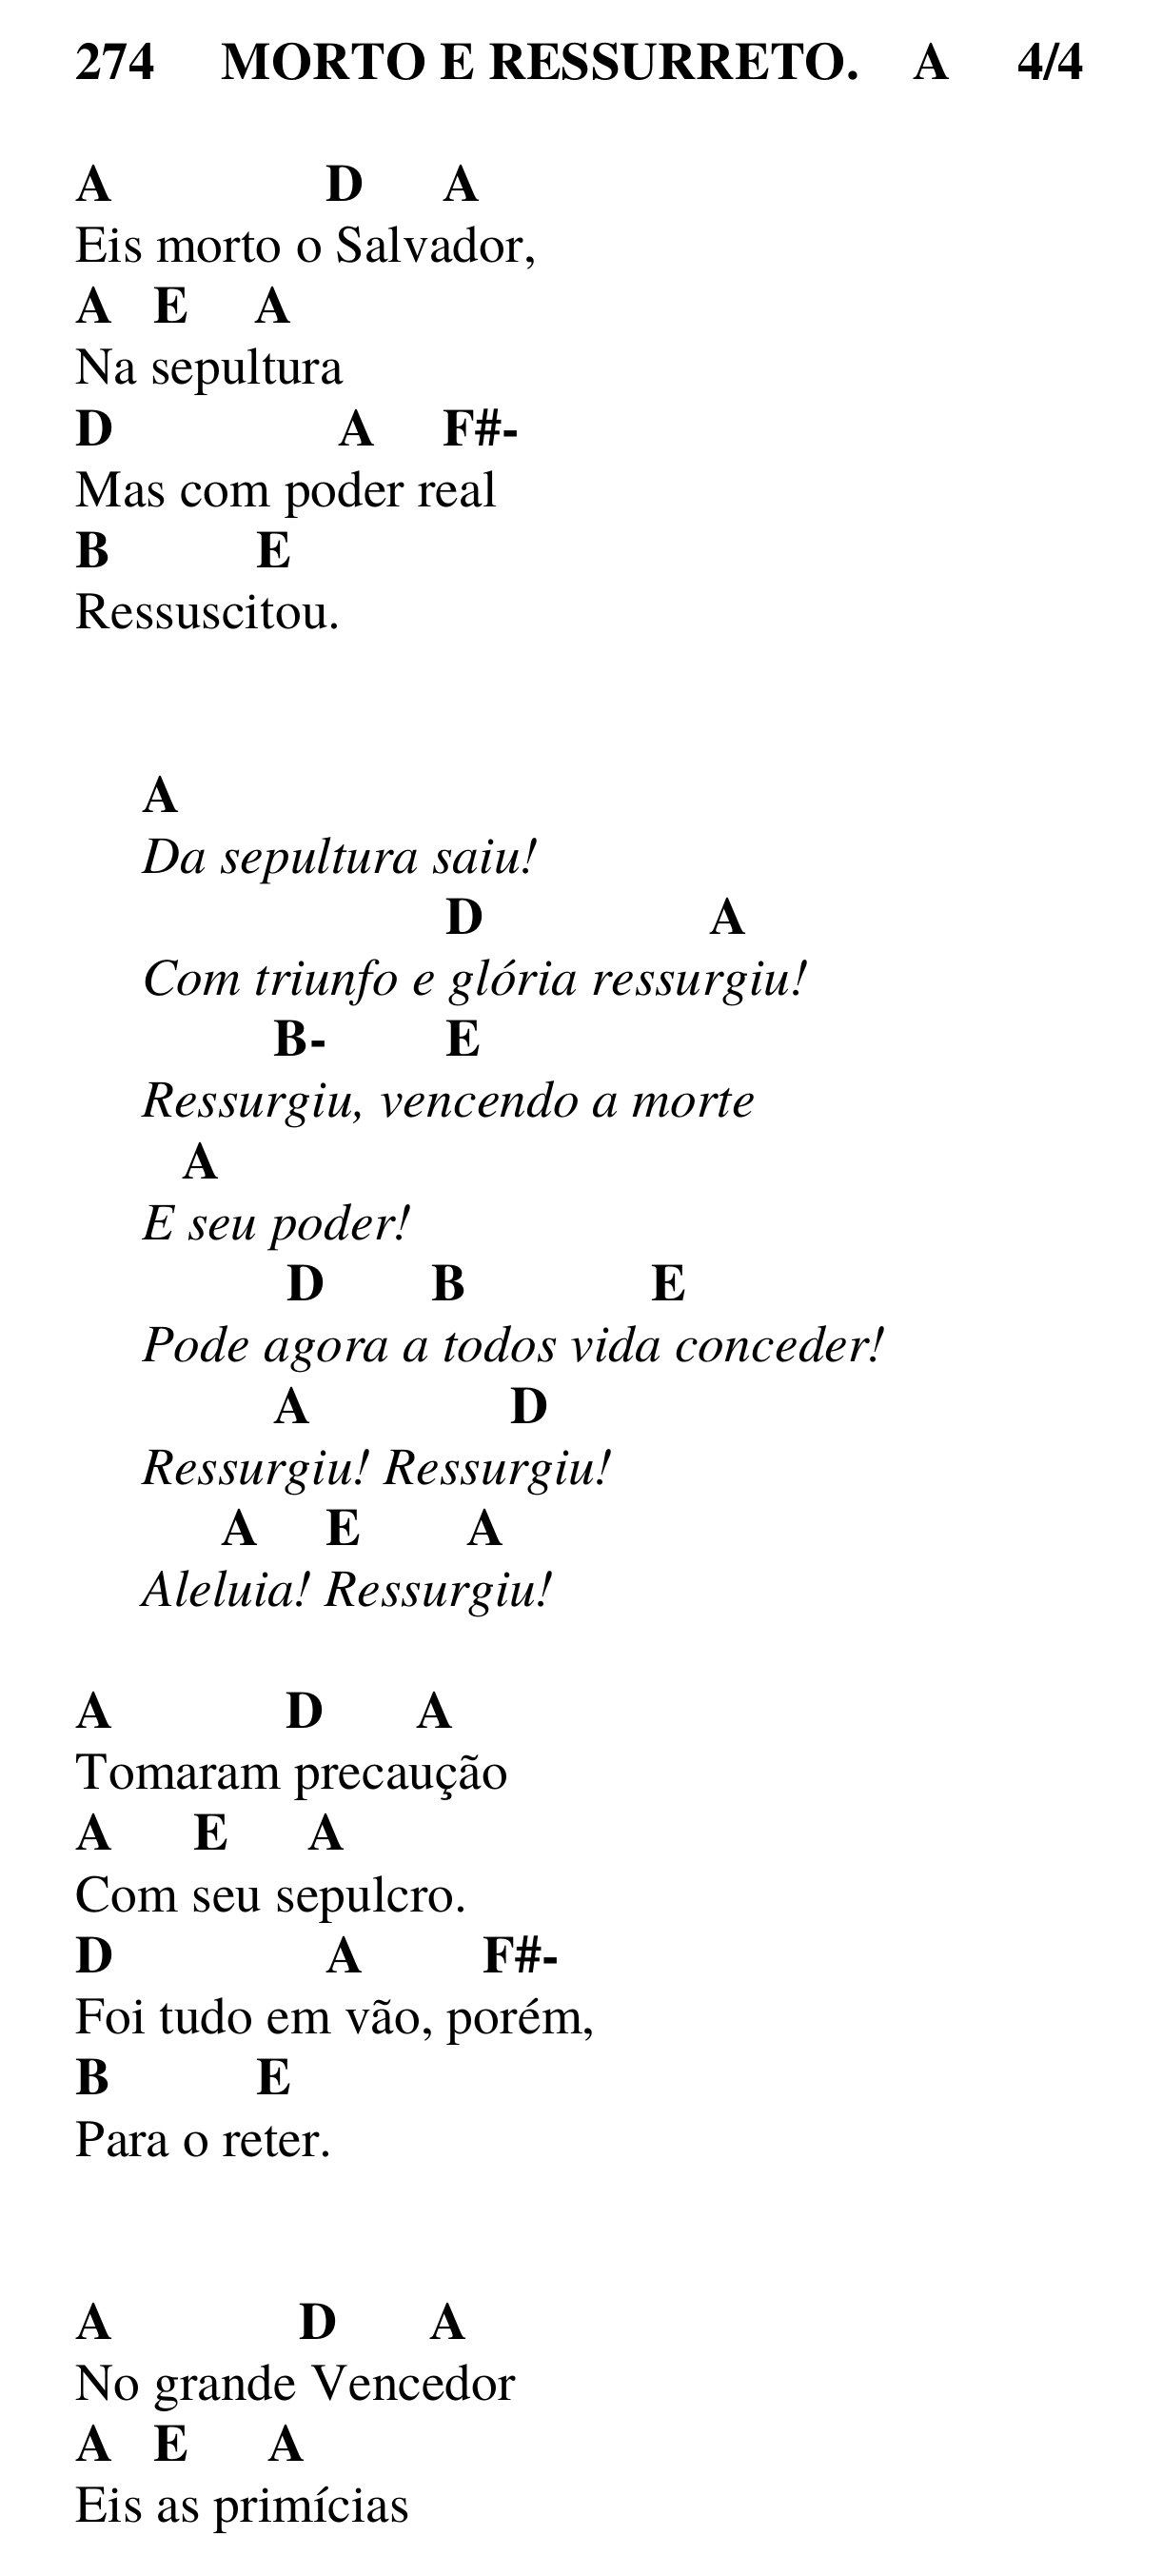 274 MORTO E RESSURRETO. A 4/4
A D A
Eis morto o Salvador,
A E A
Na sepultura
D A F#-
Mas com poder real
B E
Ressuscitou.
A
Da sepultura saiu!
D A
Com triunfo e glória ressurgiu!
B- E
Ressurgiu, vencendo a morte
A
E seu poder!
D B E
Pode agora a todos vida conceder!
A D
Ressurgiu! Ressurgiu!
A E A
Aleluia! Ressurgiu!
A D A
Tomaram precaução
A E A
Com seu sepulcro.
D A F#-
Foi tudo em vão, porém,
B E
Para o reter.
A D A
No grande Vencedor
A E A
Eis as primícias